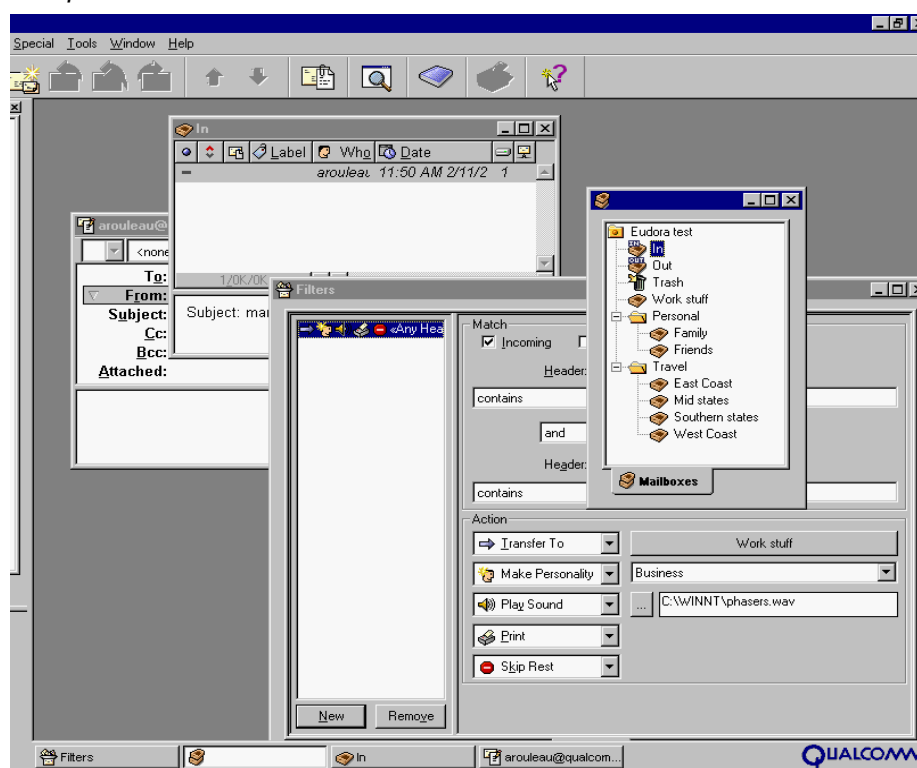 Special Tools Window Help
In
Label Who Date
arouleau 11:50 AM 2/11/2 1
1/0K/0K
Subject: mar
arouleau@
<none
To:
From:
Subject:
Cc:
Bcc:
Attached:
Eudora test
IN In
OUT Out
Trash
Work stuff
Personal
Family
Friends
Travel
East Coast
Mid states
Southern states
West Coast
Mailboxes
Filters
«Any Hea
New Remove
Match
Incoming
Header:
contains
and
Header:
contains
Action
Transfer To Work stuff
Make Personality Business
Play Sound ... C:\WINNT\phasers.wav
Print
Skip Rest
Filters In arouleau@qualcom... QUALCOMM